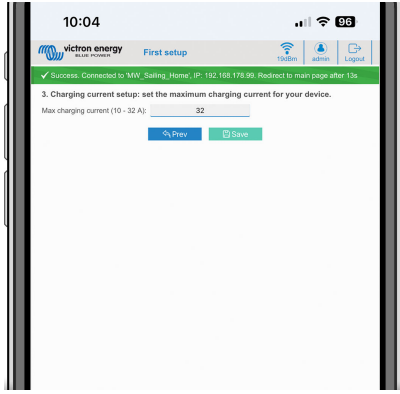 10:04
96
victron energy
BLUE POWER
First setup
19dBm
admin
Logout
Success. Connected to 'MW_Sailing_Home', IP: 192.168.178.99. Redirect to main page after 13s
3. Charging current setup: set the maximum charging current for your device.
Max charging current (10 - 32 A):
32
Prev
Save